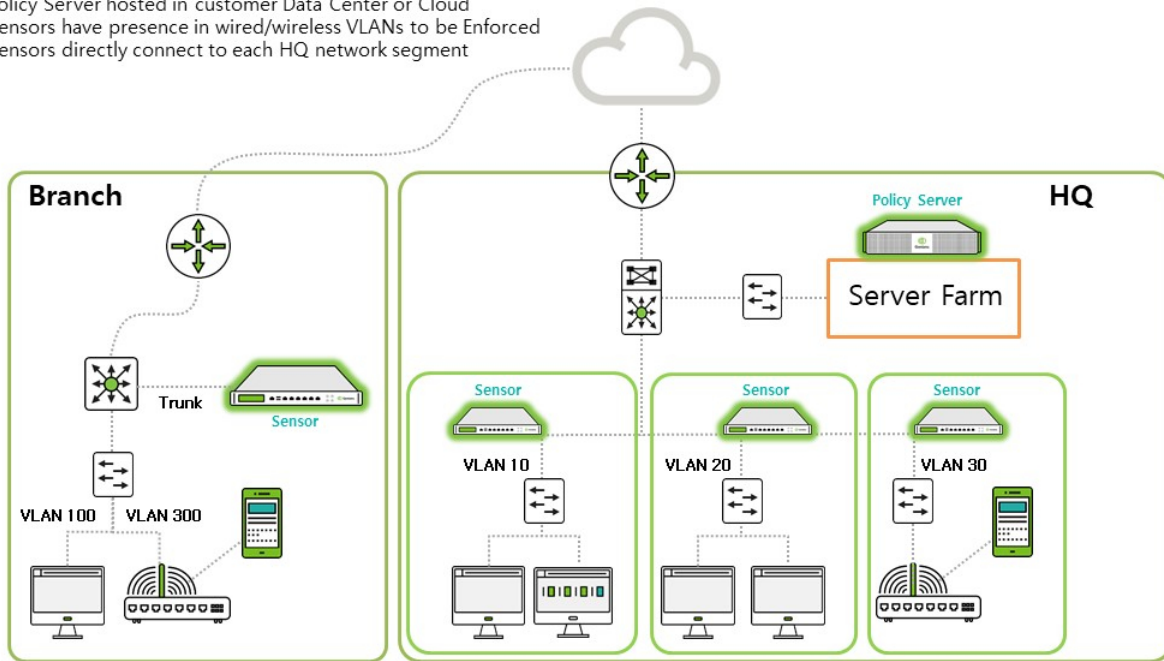 olicy Server hosted in customer Data Center or Cloud
ensors have presence in wired/wireless VLANs to be Enforced
ensors directly connect to each HQ network segment
Branch
HQ
Policy Server
Server Farm
Trunk
Sensor
Sensor
Sensor
Sensor
VLAN 10
VLAN 20
VLAN 30
VLAN 100
VLAN 300